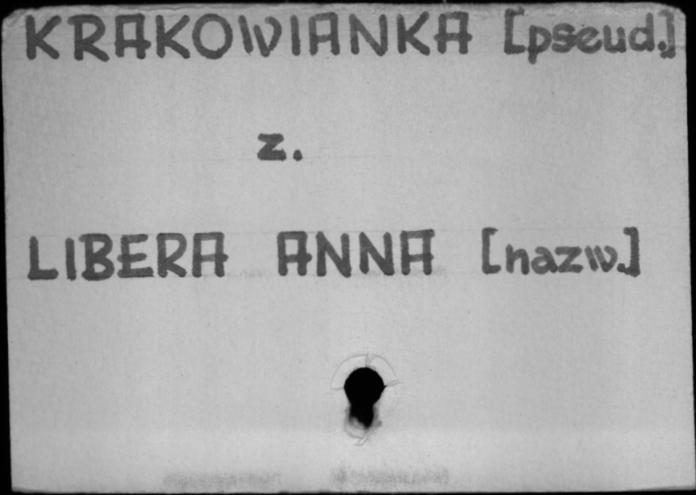 KRAKOWIANKA [pseud.]
z.
LIBERA ANNA [nazw.]